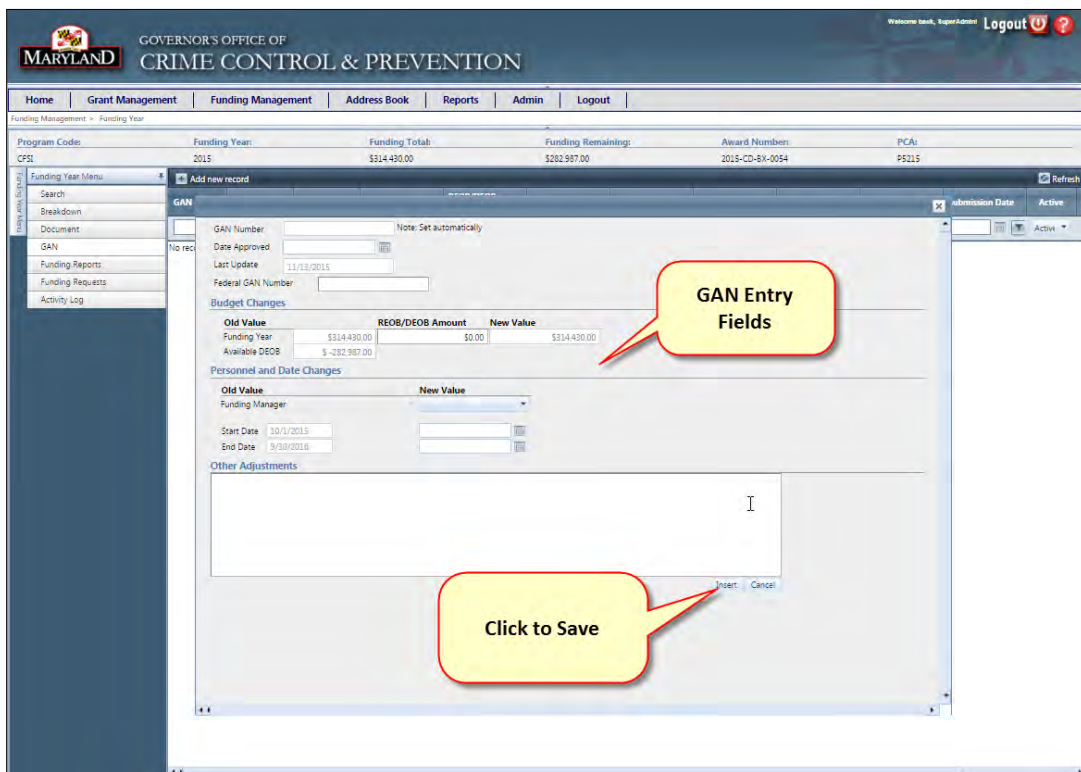 Welcome back, SuperAdmin! Logout
MARYLAND
GOVERNOR'S OFFICE OF
CRIME CONTROL & PREVENTION
Home Grant Management Funding Management Address Book Reports Admin Logout
Funding Management > Funding Year
Program Code: Funding Year: Funding Total: Funding Remaining: Award Number: PCA:
CFSI 2015 $314,430.00 $282,987.00 2015-CD-BX-0054 P5215
Funding Year Menu
Funding Year Menu
Search
Breakdown
Document
GAN
Funding Reports
Funding Requests
Activity Log
Add new record Refresh
GAN REOB/DEOB ubmission Date Active
Active
No rec
GAN Number Note: Set automatically
Date Approved
Last Update 11/13/2015
Federal GAN Number
Budget Changes
Old Value REOB/DEOB Amount New Value
Funding Year $314,430.00 $0.00 $314,430.00
Available DEOB $ -282,987.00
Personnel and Date Changes
Old Value New Value
Funding Manager
Start Date 10/1/2015
End Date 9/30/2016
Other Adjustments
Insert Cancel
GAN Entry
Fields
Click to Save